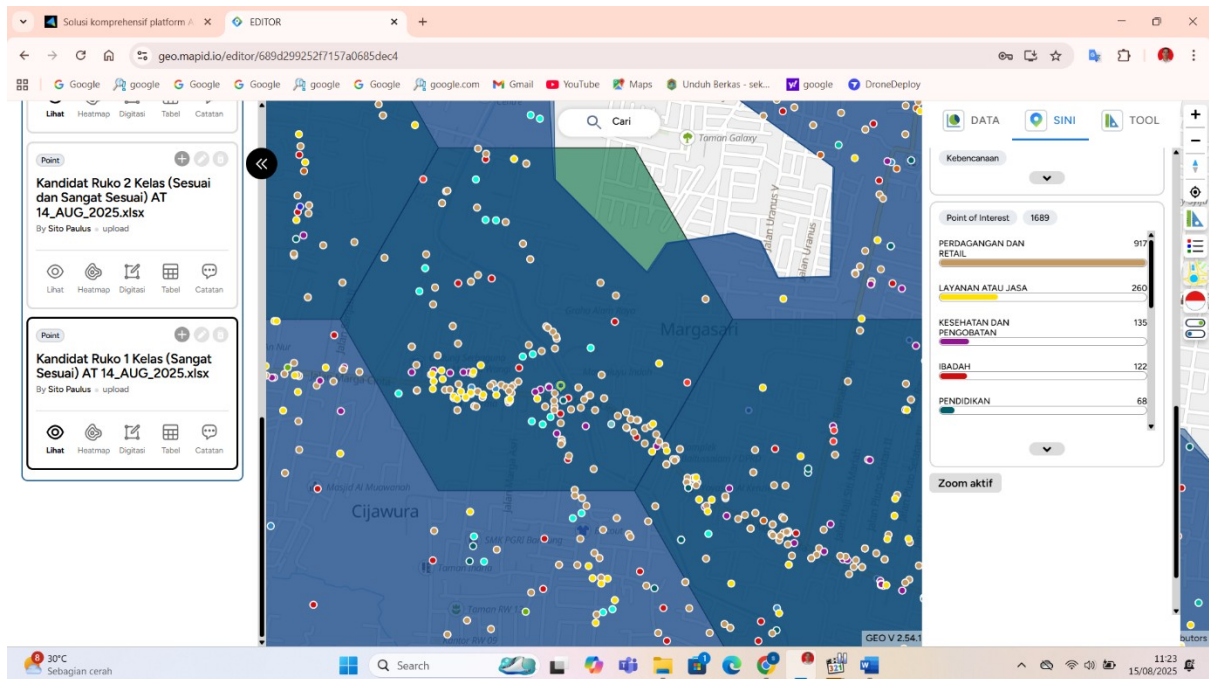 Solusi komprehensif platform A
EDITOR
geo.mapid.io/editor/689d299252f7157a0685dec4
Google
google
Google
Google
google
Google
google.com
Gmail
YouTube
Maps
Unduh Berkas - sek...
google
DroneDeploy
Lihat Heatmap Digitasi Tabel Catatan
Point
Kandidat Ruko 2 Kelas (Sesuai
dan Sangat Sesuai) AT
14_AUG_2025.xlsx
By Sito Paulus upload
Lihat Heatmap Digitasi Tabel Catatan
Point
Kandidat Ruko 1 Kelas (Sangat
Sesuai) AT 14_AUG_2025.xlsx
By Sito Paulus upload
Lihat Heatmap Digitasi Tabel Catatan
Cari
Taman Galaxy
Jalan Uranus V
Jalan Uranus
Margasari
Masjid Al Muawanah
Cijawura
SMK PGRI
Taman RW 1
GEO V 2.54.1
DATA
SINI
TOOL
Kebencanaan
Point of Interest 1689
PERDAGANGAN DAN
RETAIL 917
LAYANAN ATAU JASA 260
KESEHATAN DAN
PENGOBATAN 135
IBADAH 122
PENDIDIKAN 68
Zoom aktif
butors
30°C
Sebagian cerah
Search
11:23
15/08/2025